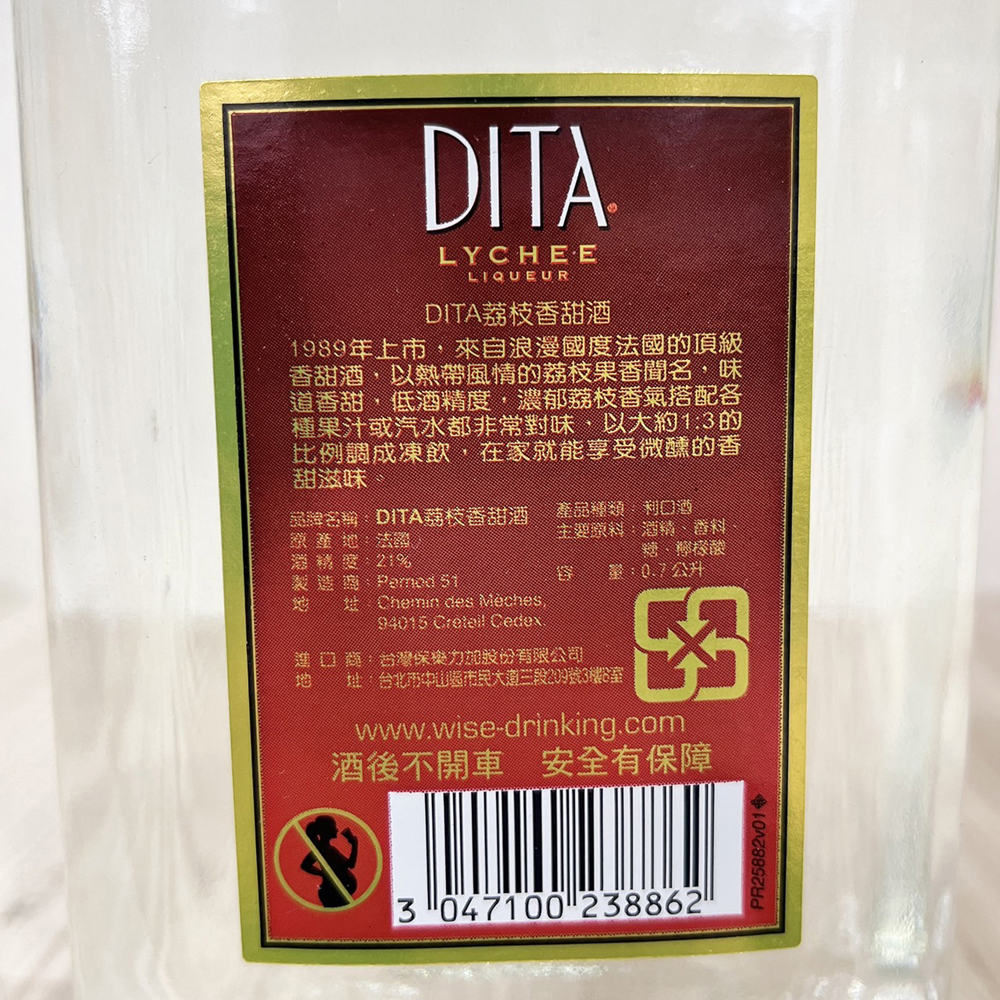 DITA
LYCHEE
LIQUEUR
DITA荔枝香甜酒
1989年上市，來自浪漫國度法國的頂級
香甜酒，以熱帶風情的荔枝果香聞名，味
道香甜，低酒精度，濃郁荔枝香氣搭配各
種果汁或汽水都非常對味，以大約1:3的
比例調成凍飲，在家就能享受微醺的香
甜滋味。
品牌名稱：DITA荔枝香甜酒
原產地：法國
酒精度：21%
製造商：Pernod 51
地址：Chemin des Mèches,
94015 Creteil Cedex.
產品種類：利口酒
主要原料：酒精、香料、
糖、檸檬酸
容量：0.7公升
進口商：台灣保樂力加股份有限公司
地址：台北市中山區市民大道三段209號3樓B室
www.wise-drinking.com
酒後不開車 安全有保障
3 047100 238862
PR25882v01